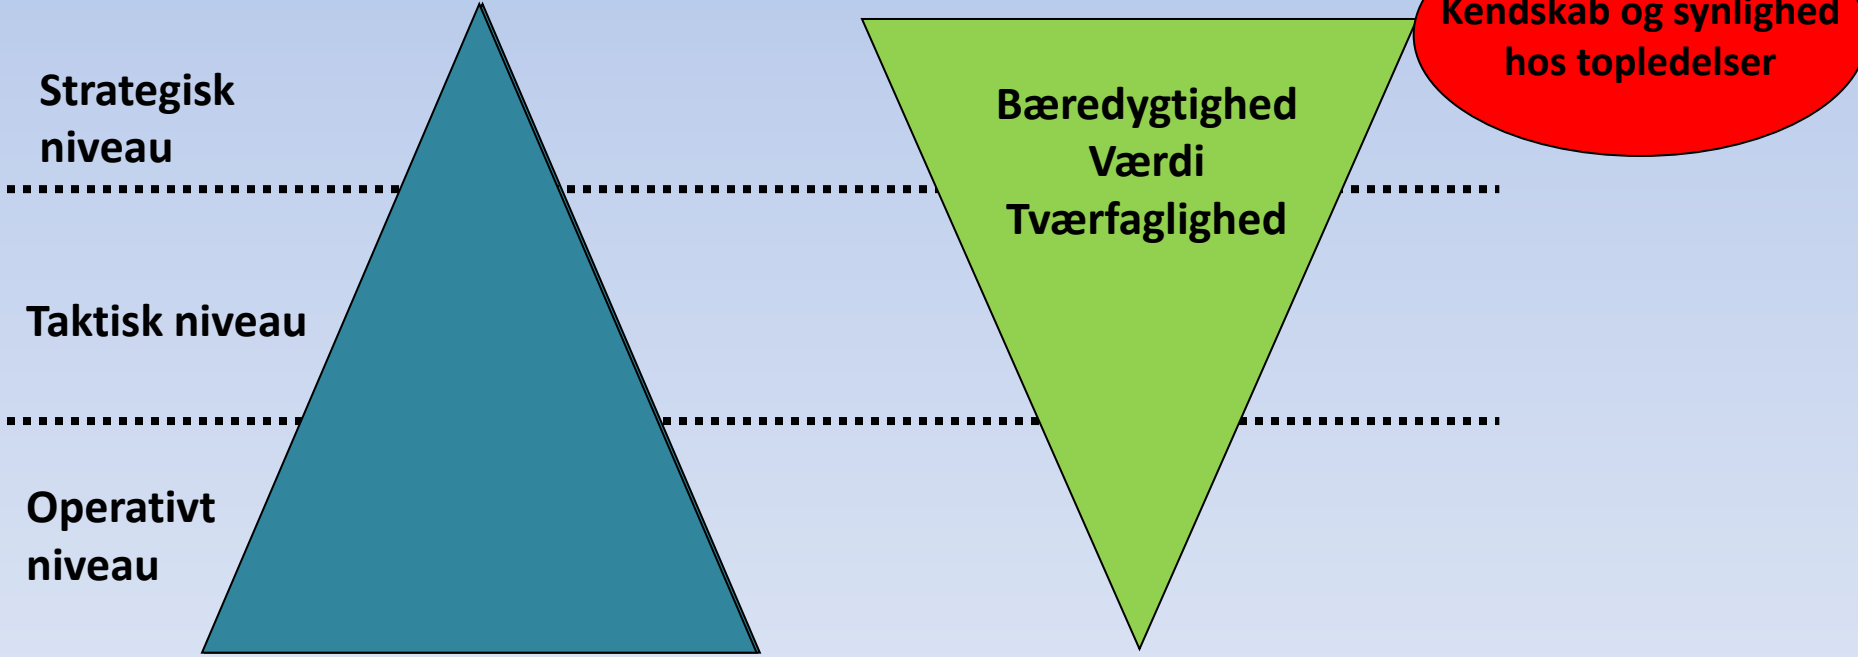 Kendskab og synlighed
hos topledelser
Strategisk
niveau
Bæredygtighed
Værdi
Tværfaglighed
Taktisk niveau
Operativt
niveau